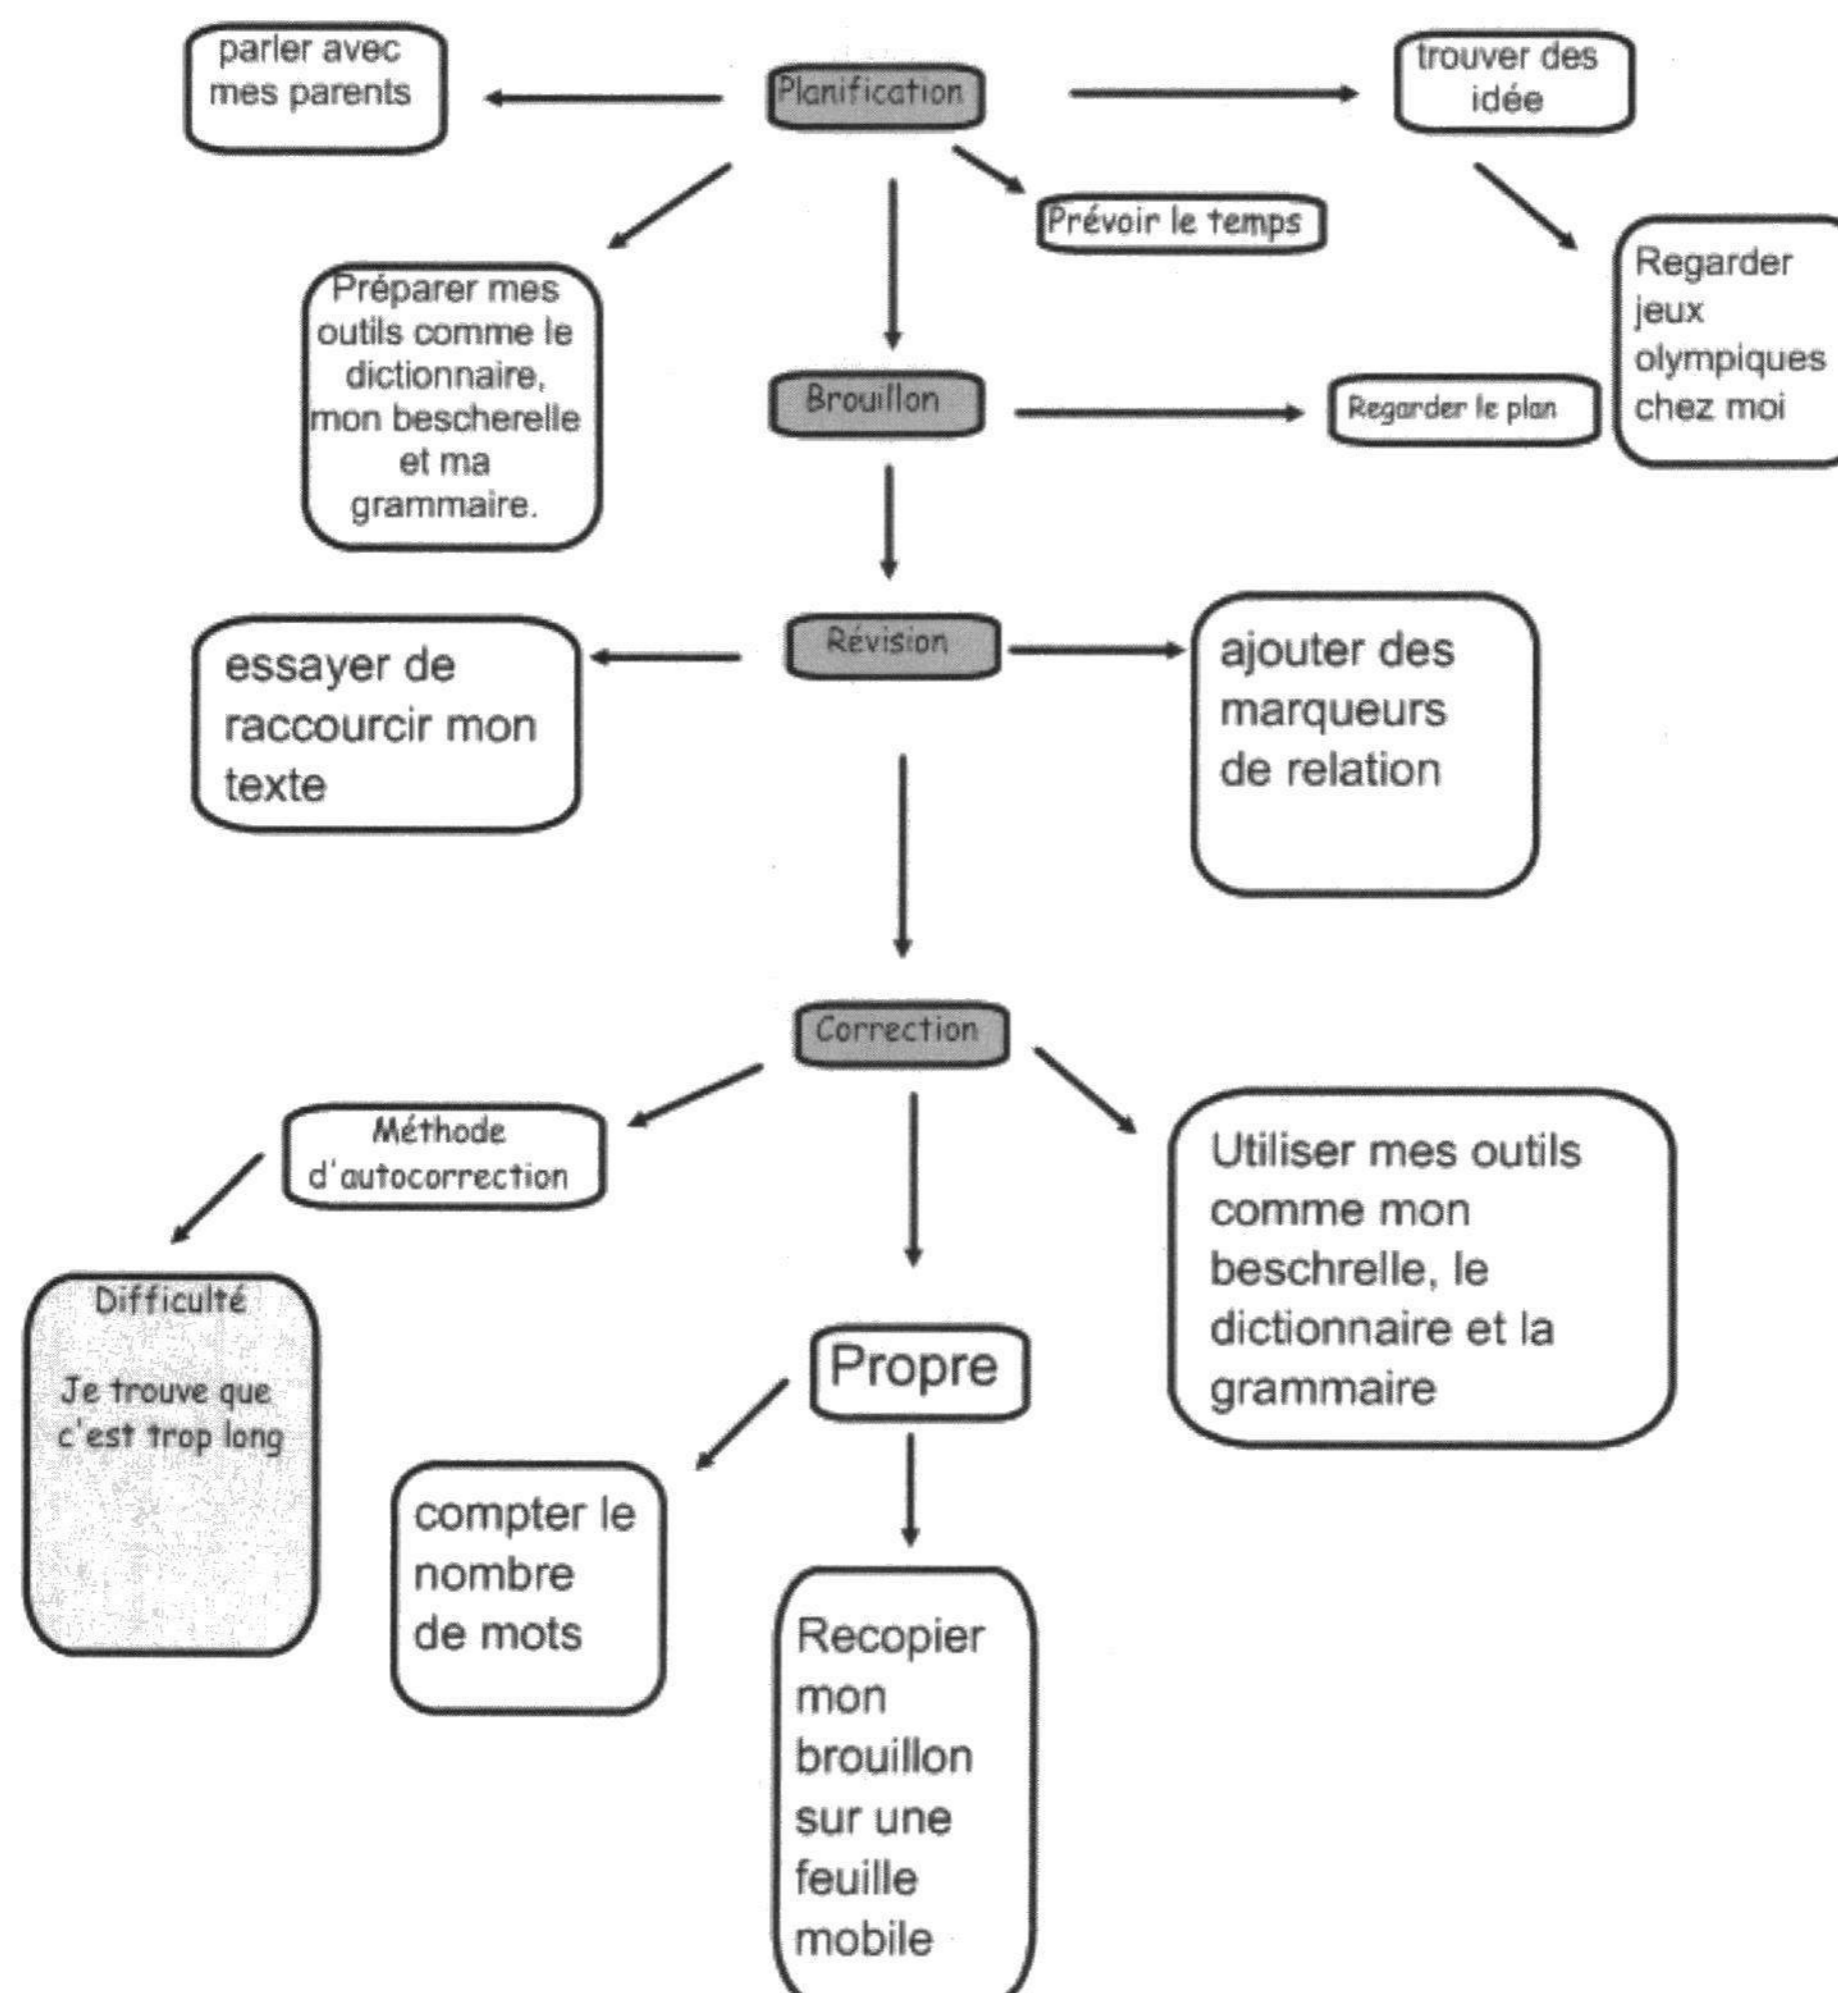 parler avec
mes parents
Planification
trouver des
idée
Prévoir le temps
Préparer mes
outils comme le
dictionnaire,
mon bescherelle
et ma
grammaire.
Regarder
jeux
olympiques
chez moi
Brouillon
Regarder le plan
essayer de
raccourcir mon
texte
Révision
ajouter des
marqueurs
de relation
Correction
Méthode
d'autocorrection
Utiliser mes outils
comme mon
beschrelle, le
dictionnaire et la
grammaire
Difficulté
Je trouve que
c'est trop long
Propre
compter le
nombre
de mots
Recopier
mon
brouillon
sur une
feuille
mobile